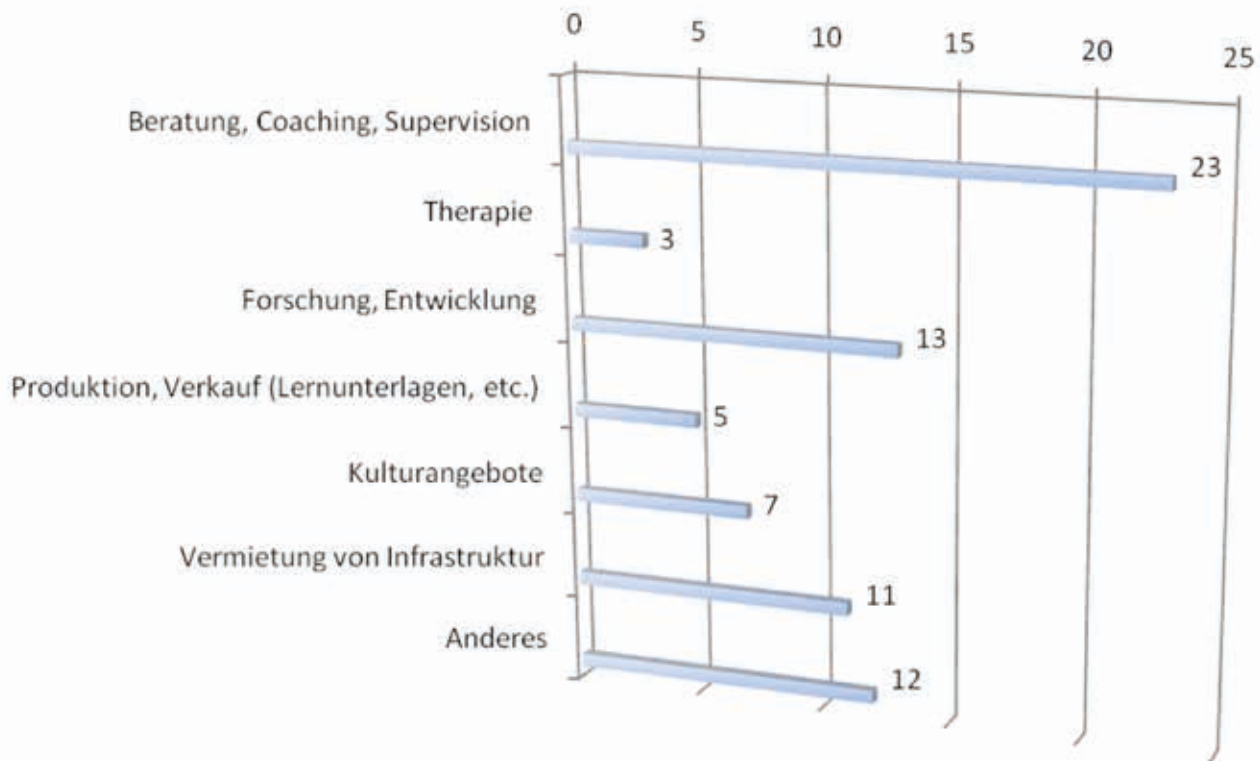 0 5 10 15 20 25
Beratung, Coaching, Supervision 23
Therapie 3
Forschung, Entwicklung 13
Produktion, Verkauf (Lernunterlagen, etc.) 5
Kulturangebote 7
Vermietung von Infrastruktur 11
Anderes 12